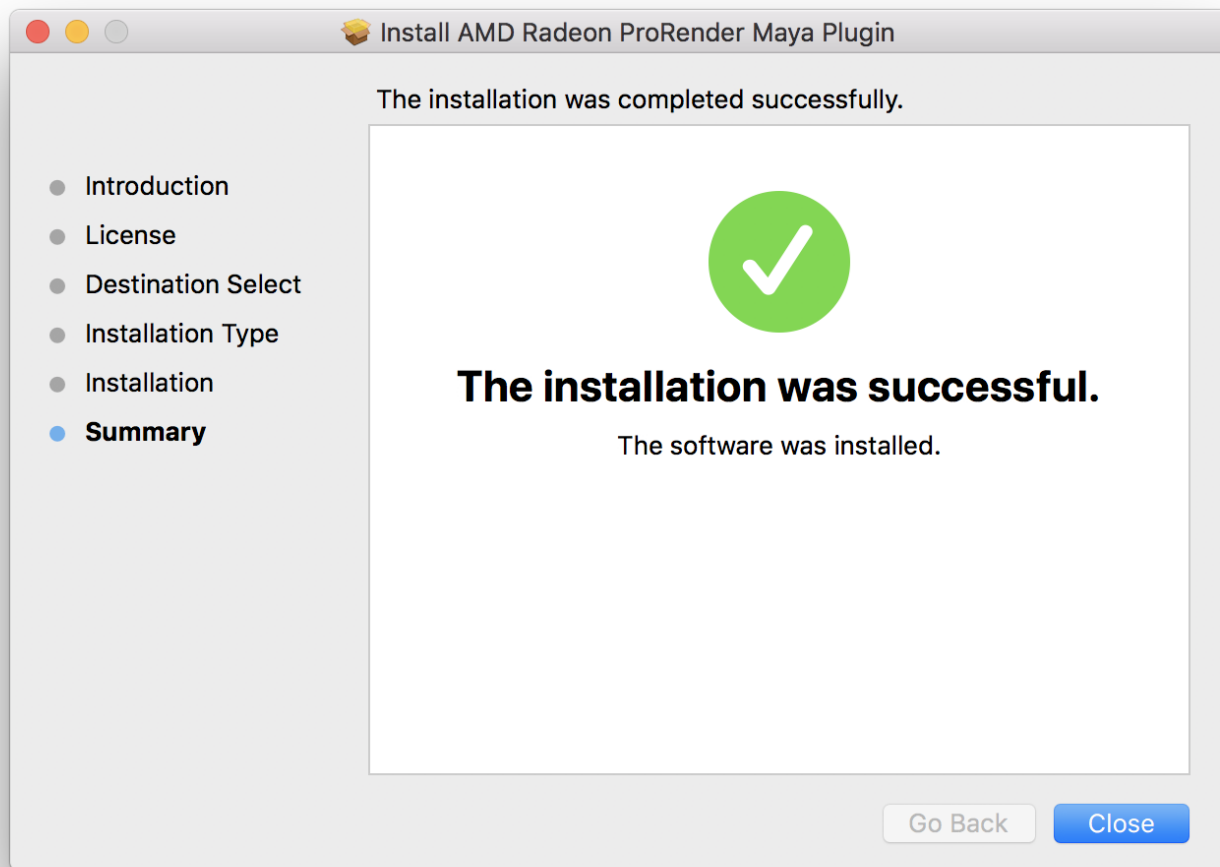 Install AMD Radeon ProRender Maya Plugin
The installation was completed successfully.
Introduction
License
Destination Select
Installation Type
Installation
Summary
The installation was successful.
The software was installed.
Go Back
Close